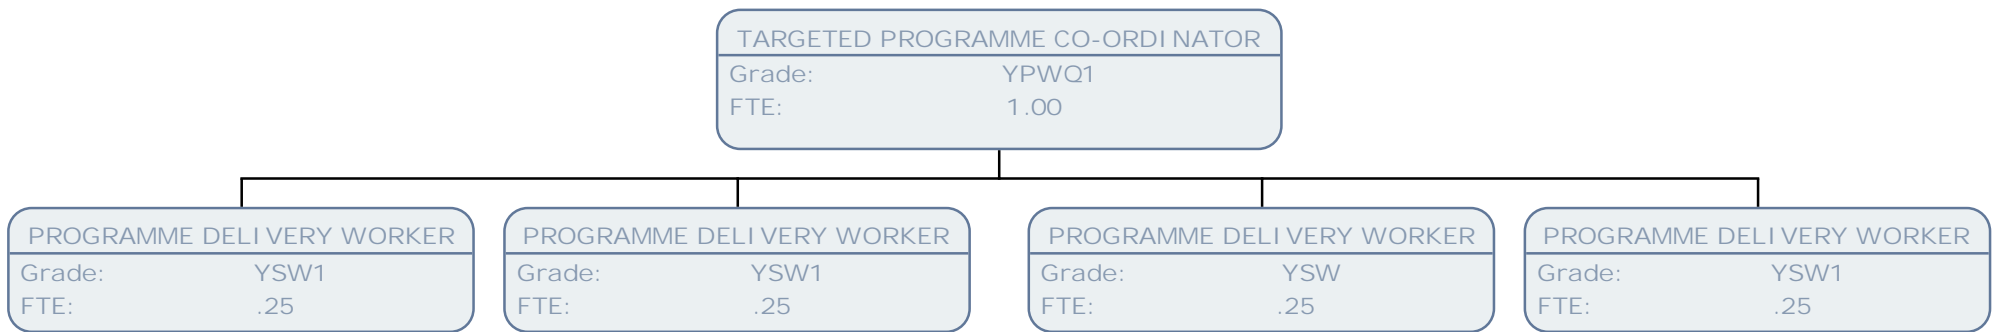 TARGETED PROGRAMME CO-ORDINATOR
Grade: YPWQ1
FTE: 1.00
PROGRAMME DELIVERY WORKER
Grade: YSW1
FTE: .25
PROGRAMME DELIVERY WORKER
Grade: YSW1
FTE: .25
PROGRAMME DELIVERY WORKER
Grade: YSW
FTE: .25
PROGRAMME DELIVERY WORKER
Grade: YSW1
FTE: .25